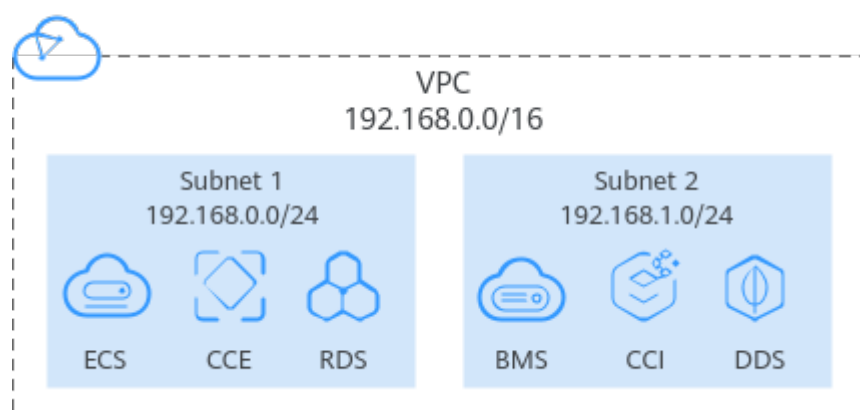 VPC
192.168.0.0/16
Subnet 1
192.168.0.0/24
ECS CCE RDS
Subnet 2
192.168.1.0/24
BMS CCI DDS